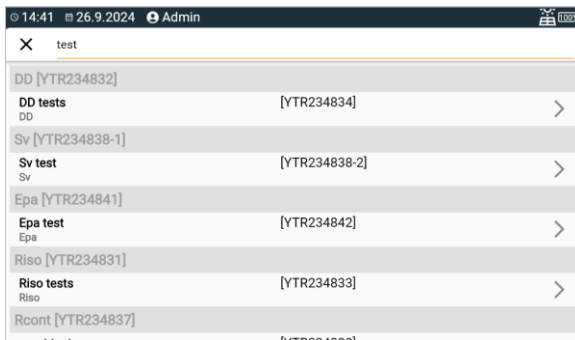 14:41 26.9.2024 Admin 100%
test
DD [YTR234832]
DD tests [YTR234834]
DD
Sv [YTR234838-1]
Sv test [YTR234838-2]
Sv
Epa [YTR234841]
Epa test [YTR234842]
Epa
Riso [YTR234831]
Riso tests [YTR234833]
Riso
Rcont [YTR234837]